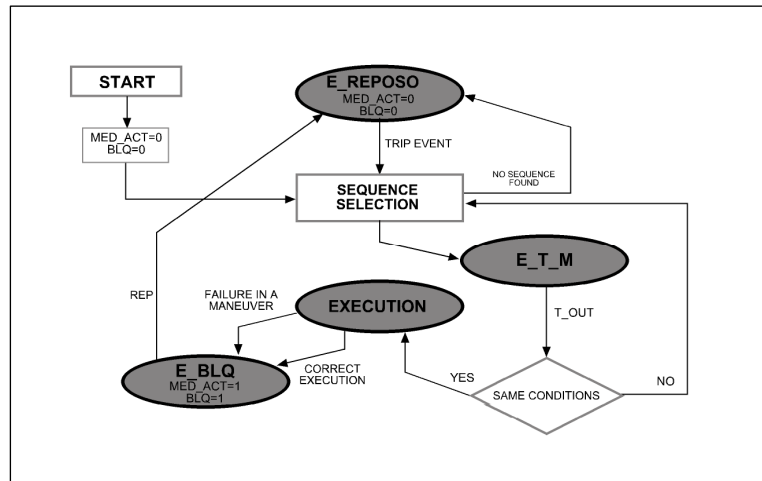 START
MED_ACT=0
BLQ=0
E_REPOSO
MED_ACT=0
BLQ=0
TRIP EVENT
NO SEQUENCE
FOUND
SEQUENCE
SELECTION
E_T_M
T_OUT
REP
FAILURE IN A
MANEUVER
EXECUTION
E_BLQ
MED_ACT=1
BLQ=1
CORRECT
EXECUTION
YES
SAME CONDITIONS
NO